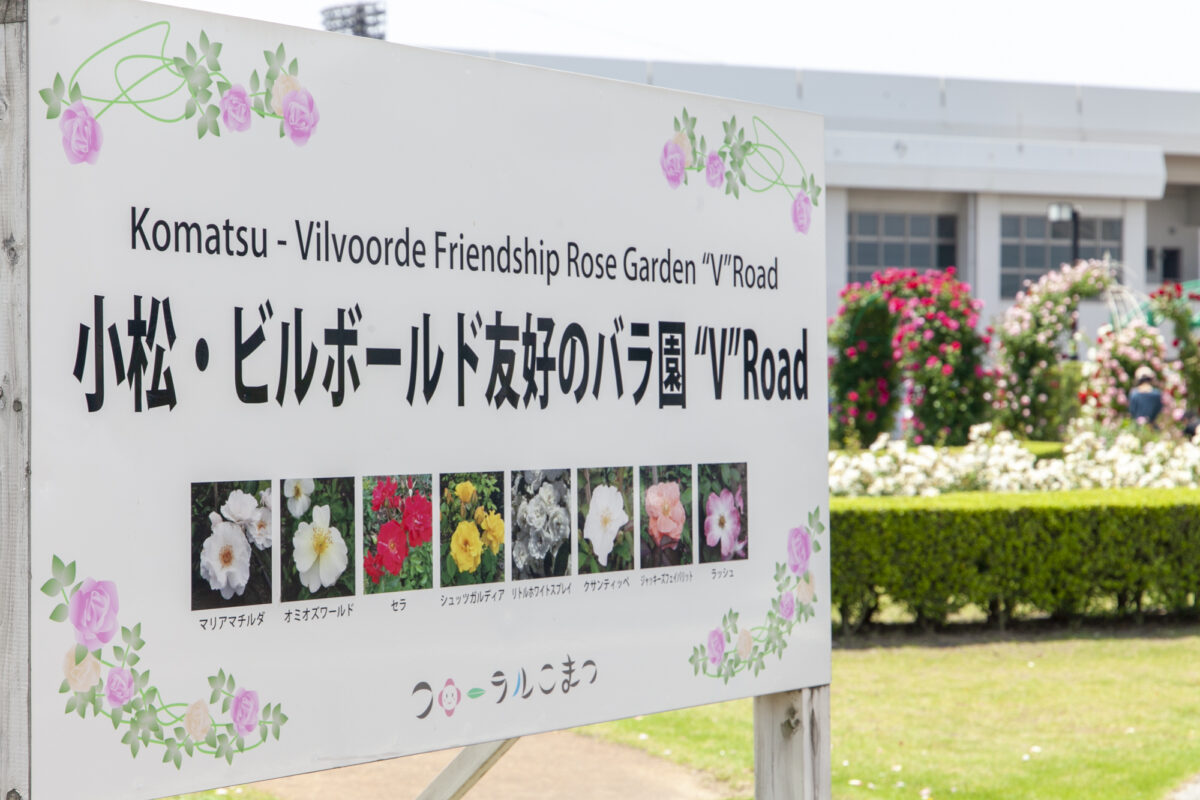 Komatsu - Vilvoorde Friendship Rose Garden “V”Road
小松・ビルボールド友好のバラ園 “V”Road
マリアマチルダ
オミオズワールド
セラ
シュッツガルディア
リトルホワイトスプレイ
クサンティッペ
ジャッキーズフェイバリット
ラッシュ
フローラルこまつ